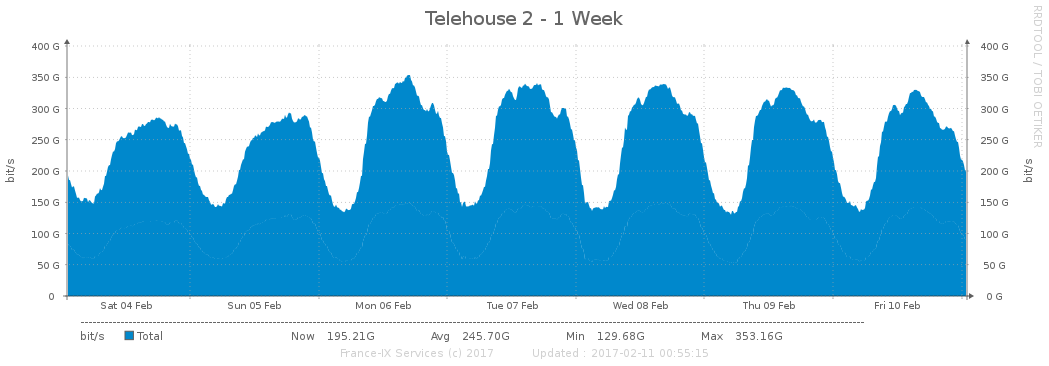 Telehouse 2 - 1 Week
RRDTOOL / TOBI OETIKER
400 G 400 G
350 G 350 G
300 G 300 G
250 G 250 G
200 G 200 G
150 G 150 G
100 G 100 G
50 G 50 G
0 0 G
bit/s bit/s
Sat 04 Feb Sun 05 Feb Mon 06 Feb Tue 07 Feb Wed 08 Feb Thu 09 Feb Fri 10 Feb
bit/s Total Now 195.21G Avg 245.70G Min 129.68G Max 353.16G
France-IX Services (c) 2017 Updated : 2017-02-11 00:55:15